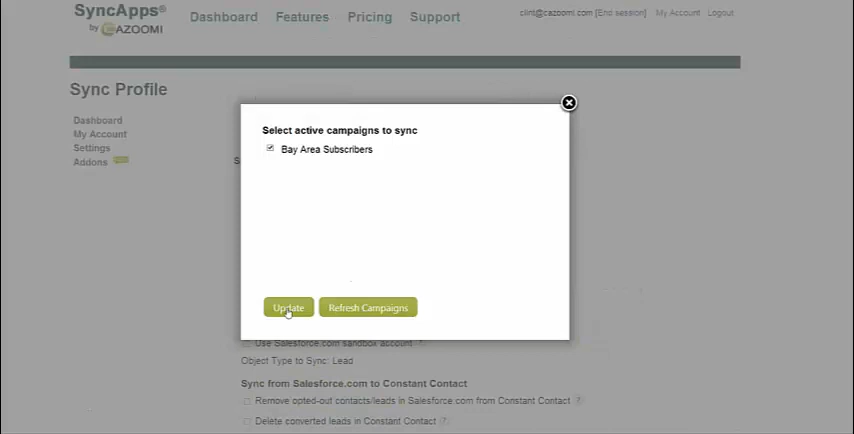 SyncApps®
by CAZOOMI
Dashboard Features Pricing Support
clint@cazoomi.com [End session] My Account Logout
Sync Profile
Dashboard
My Account
Settings
Addons
Select active campaigns to sync
Bay Area Subscribers
Update Refresh Campaigns
Use Salesforce.com sandbox account ?
Object Type to Sync: Lead
Sync from Salesforce.com to Constant Contact
Remove opted-out contacts/leads in Salesforce.com from Constant Contact ?
Delete converted leads in Constant Contact ?